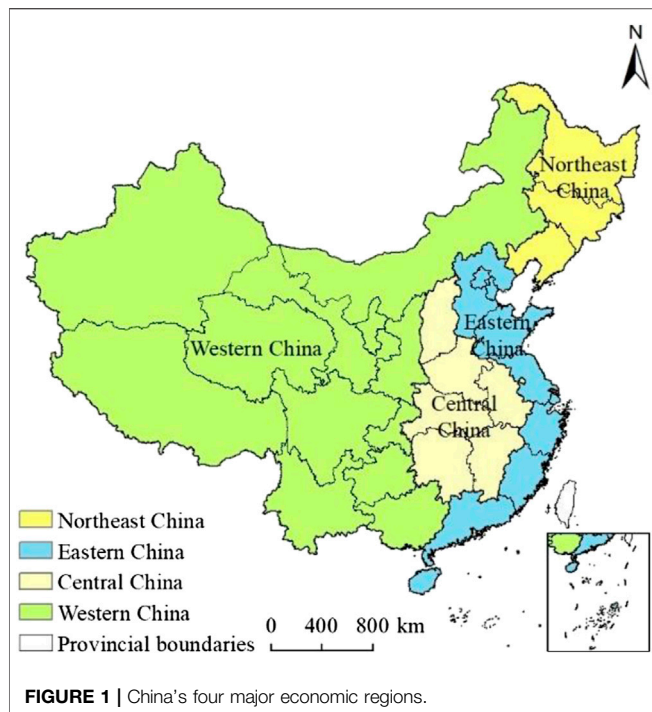 N
Northeast
China
Eastern
China
Western China
Central
China
Northeast China
Eastern China
Central China
Western China
Provincial boundaries
0 400 800 km
FIGURE 1 | China's four major economic regions.